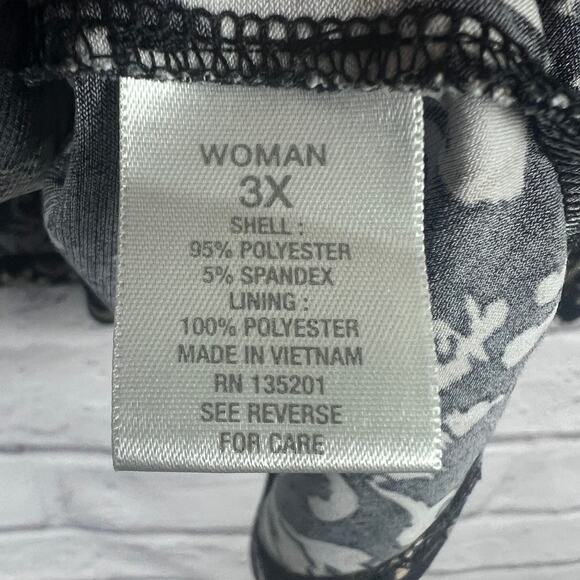 WOMAN
3X
SHELL :
95% POLYESTER
5% SPANDEX
LINING :
100% POLYESTER
MADE IN VIETNAM
RN 135201
SEE REVERSE
FOR CARE